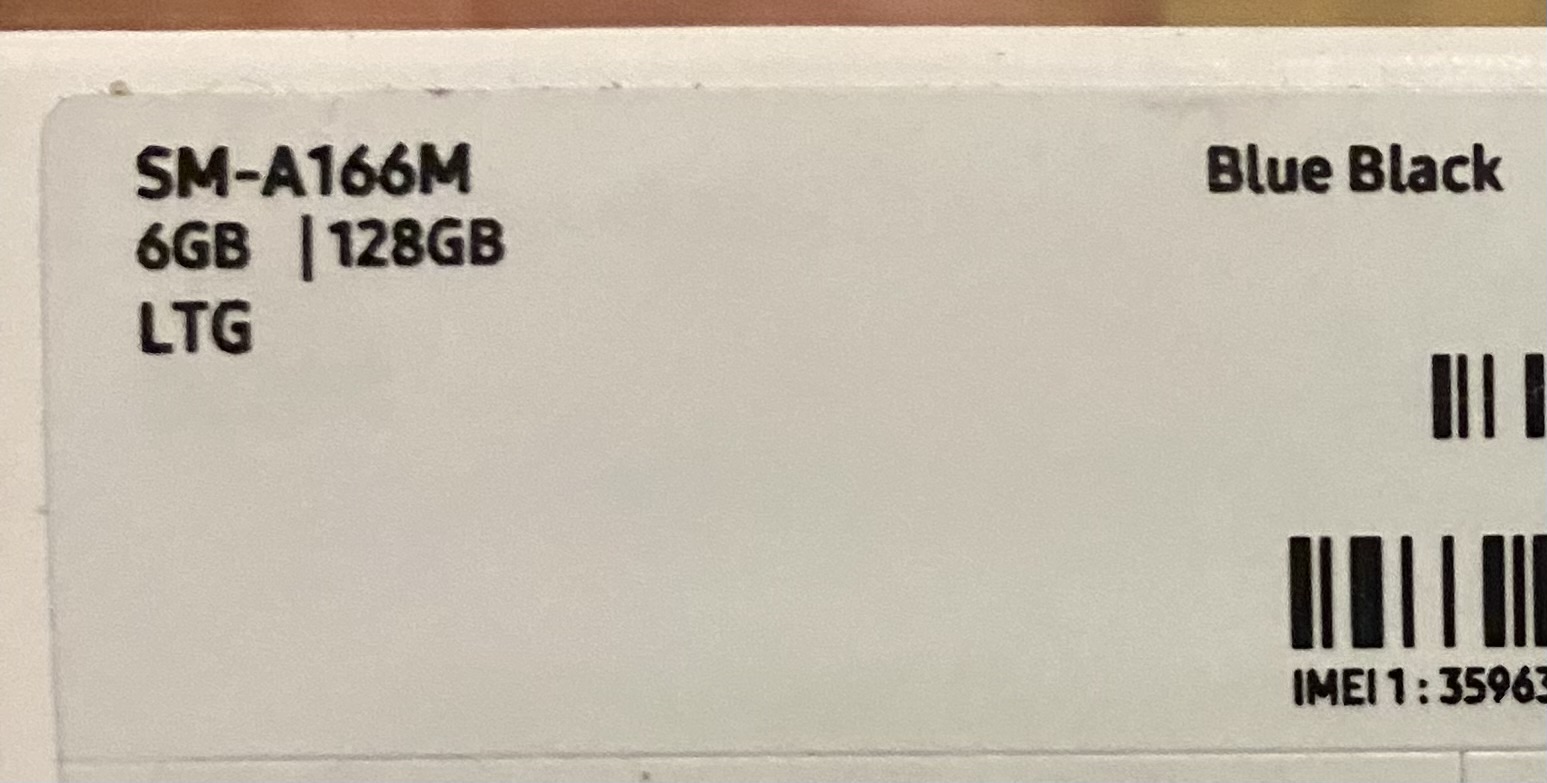 SM-A166M
Blue Black
6GB | 128GB
LTG
IMEI 1 : 35963